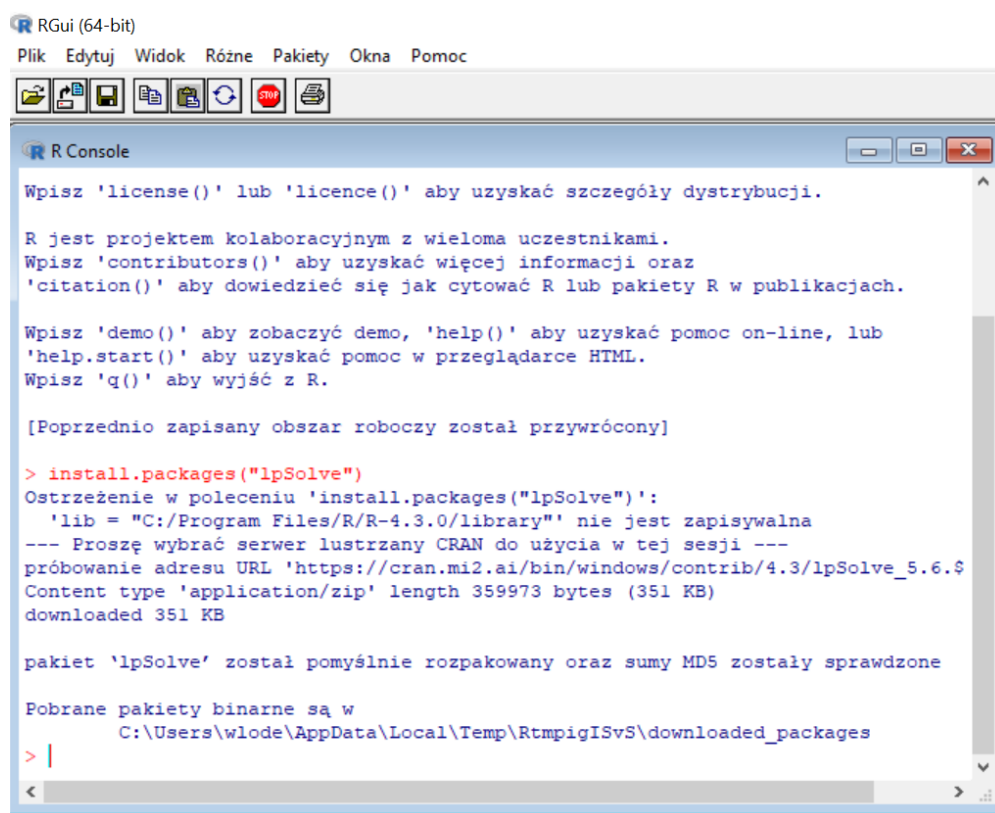 RGui (64-bit)
Plik Edytuj Widok Różne Pakiety Okna Pomoc
STOP
R Console
Wpisz 'license()' lub 'licence()' aby uzyskać szczegóły dystrybucji.
R jest projektem kolaboracyjnym z wieloma uczestnikami.
Wpisz 'contributors()' aby uzyskać więcej informacji oraz
'citation()' aby dowiedzieć się jak cytować R lub pakiety R w publikacjach.
Wpisz 'demo()' aby zobaczyć demo, 'help()' aby uzyskać pomoc on-line, lub
'help.start()' aby uzyskać pomoc w przeglądarce HTML.
Wpisz 'q()' aby wyjść z R.
[Poprzednio zapisany obszar roboczy został przywrócony]
> install.packages("lpSolve")
Ostrzeżenie w poleceniu 'install.packages("lpSolve")':
'lib = "C:/Program Files/R/R-4.3.0/library"' nie jest zapisywalna
--- Proszę wybrać serwer lustrzany CRAN do użycia w tej sesji ---
próbowanie adresu URL 'https://cran.mi2.ai/bin/windows/contrib/4.3/lpSolve_5.6.$
Content type 'application/zip' length 359973 bytes (351 KB)
downloaded 351 KB
pakiet ‘lpSolve’ został pomyślnie rozpakowany oraz sumy MD5 zostały sprawdzone
Pobrane pakiety binarne są w
C:\Users\wlode\AppData\Local\Temp\RtmpigISvS\downloaded_packages
>